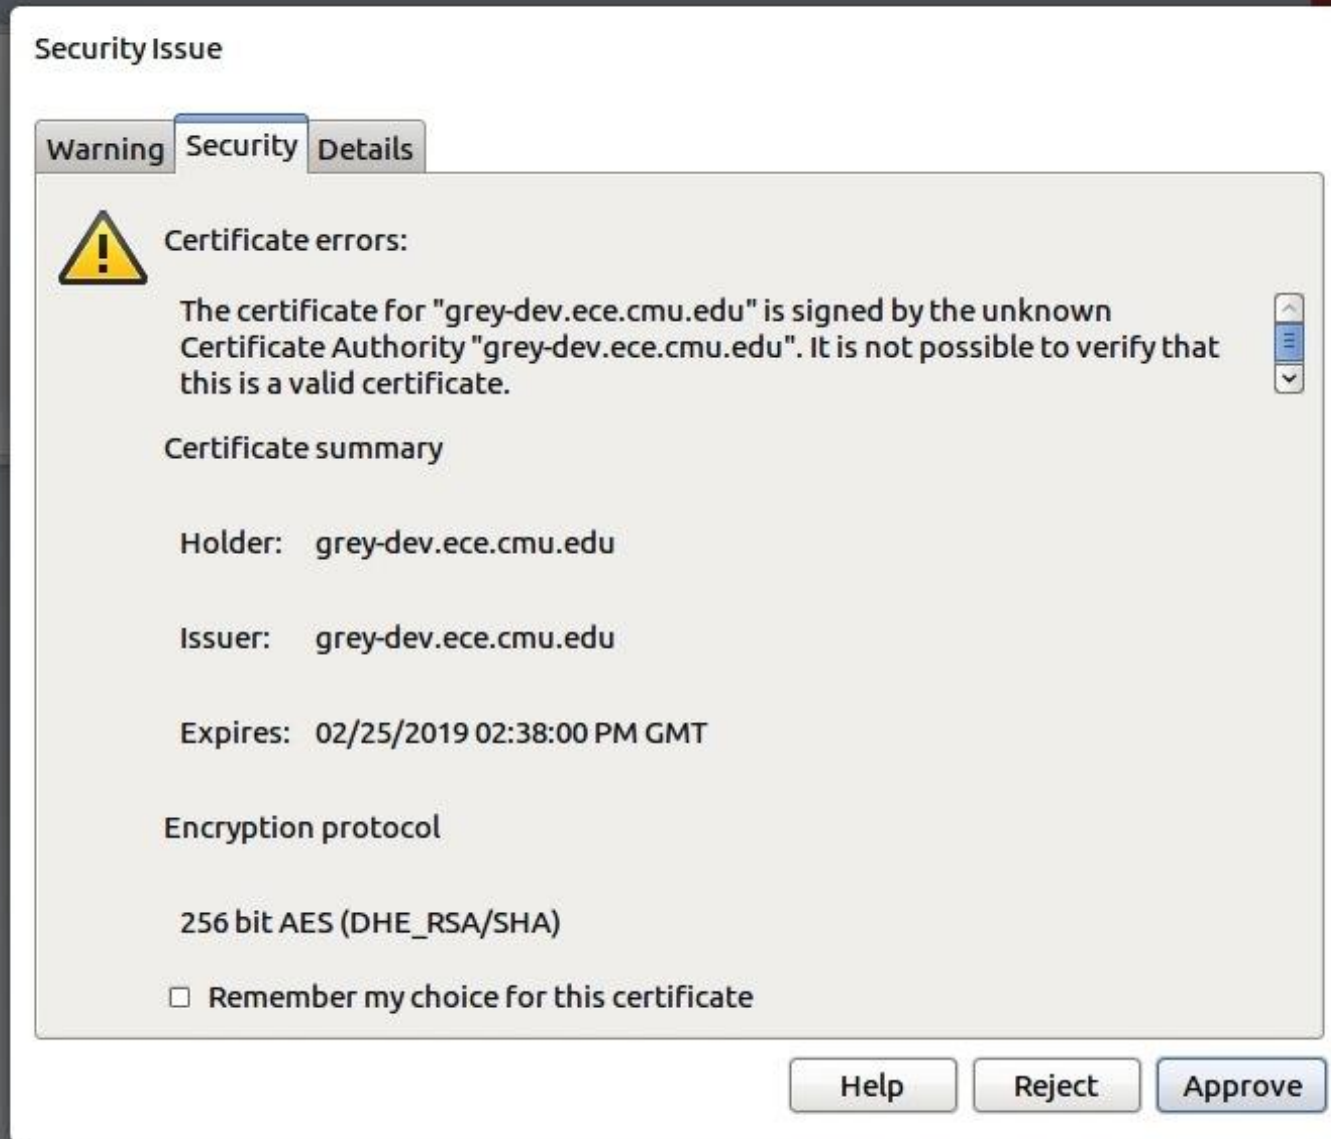 Security Issue
Warning Security Details
Certificate errors:
The certificate for "grey-dev.ece.cmu.edu" is signed by the unknown
Certificate Authority "grey-dev.ece.cmu.edu". It is not possible to verify that
this is a valid certificate.
Certificate summary
Holder: grey-dev.ece.cmu.edu
Issuer: grey-dev.ece.cmu.edu
Expires: 02/25/2019 02:38:00 PM GMT
Encryption protocol
256 bit AES (DHE_RSA/SHA)
Remember my choice for this certificate
Help Reject Approve